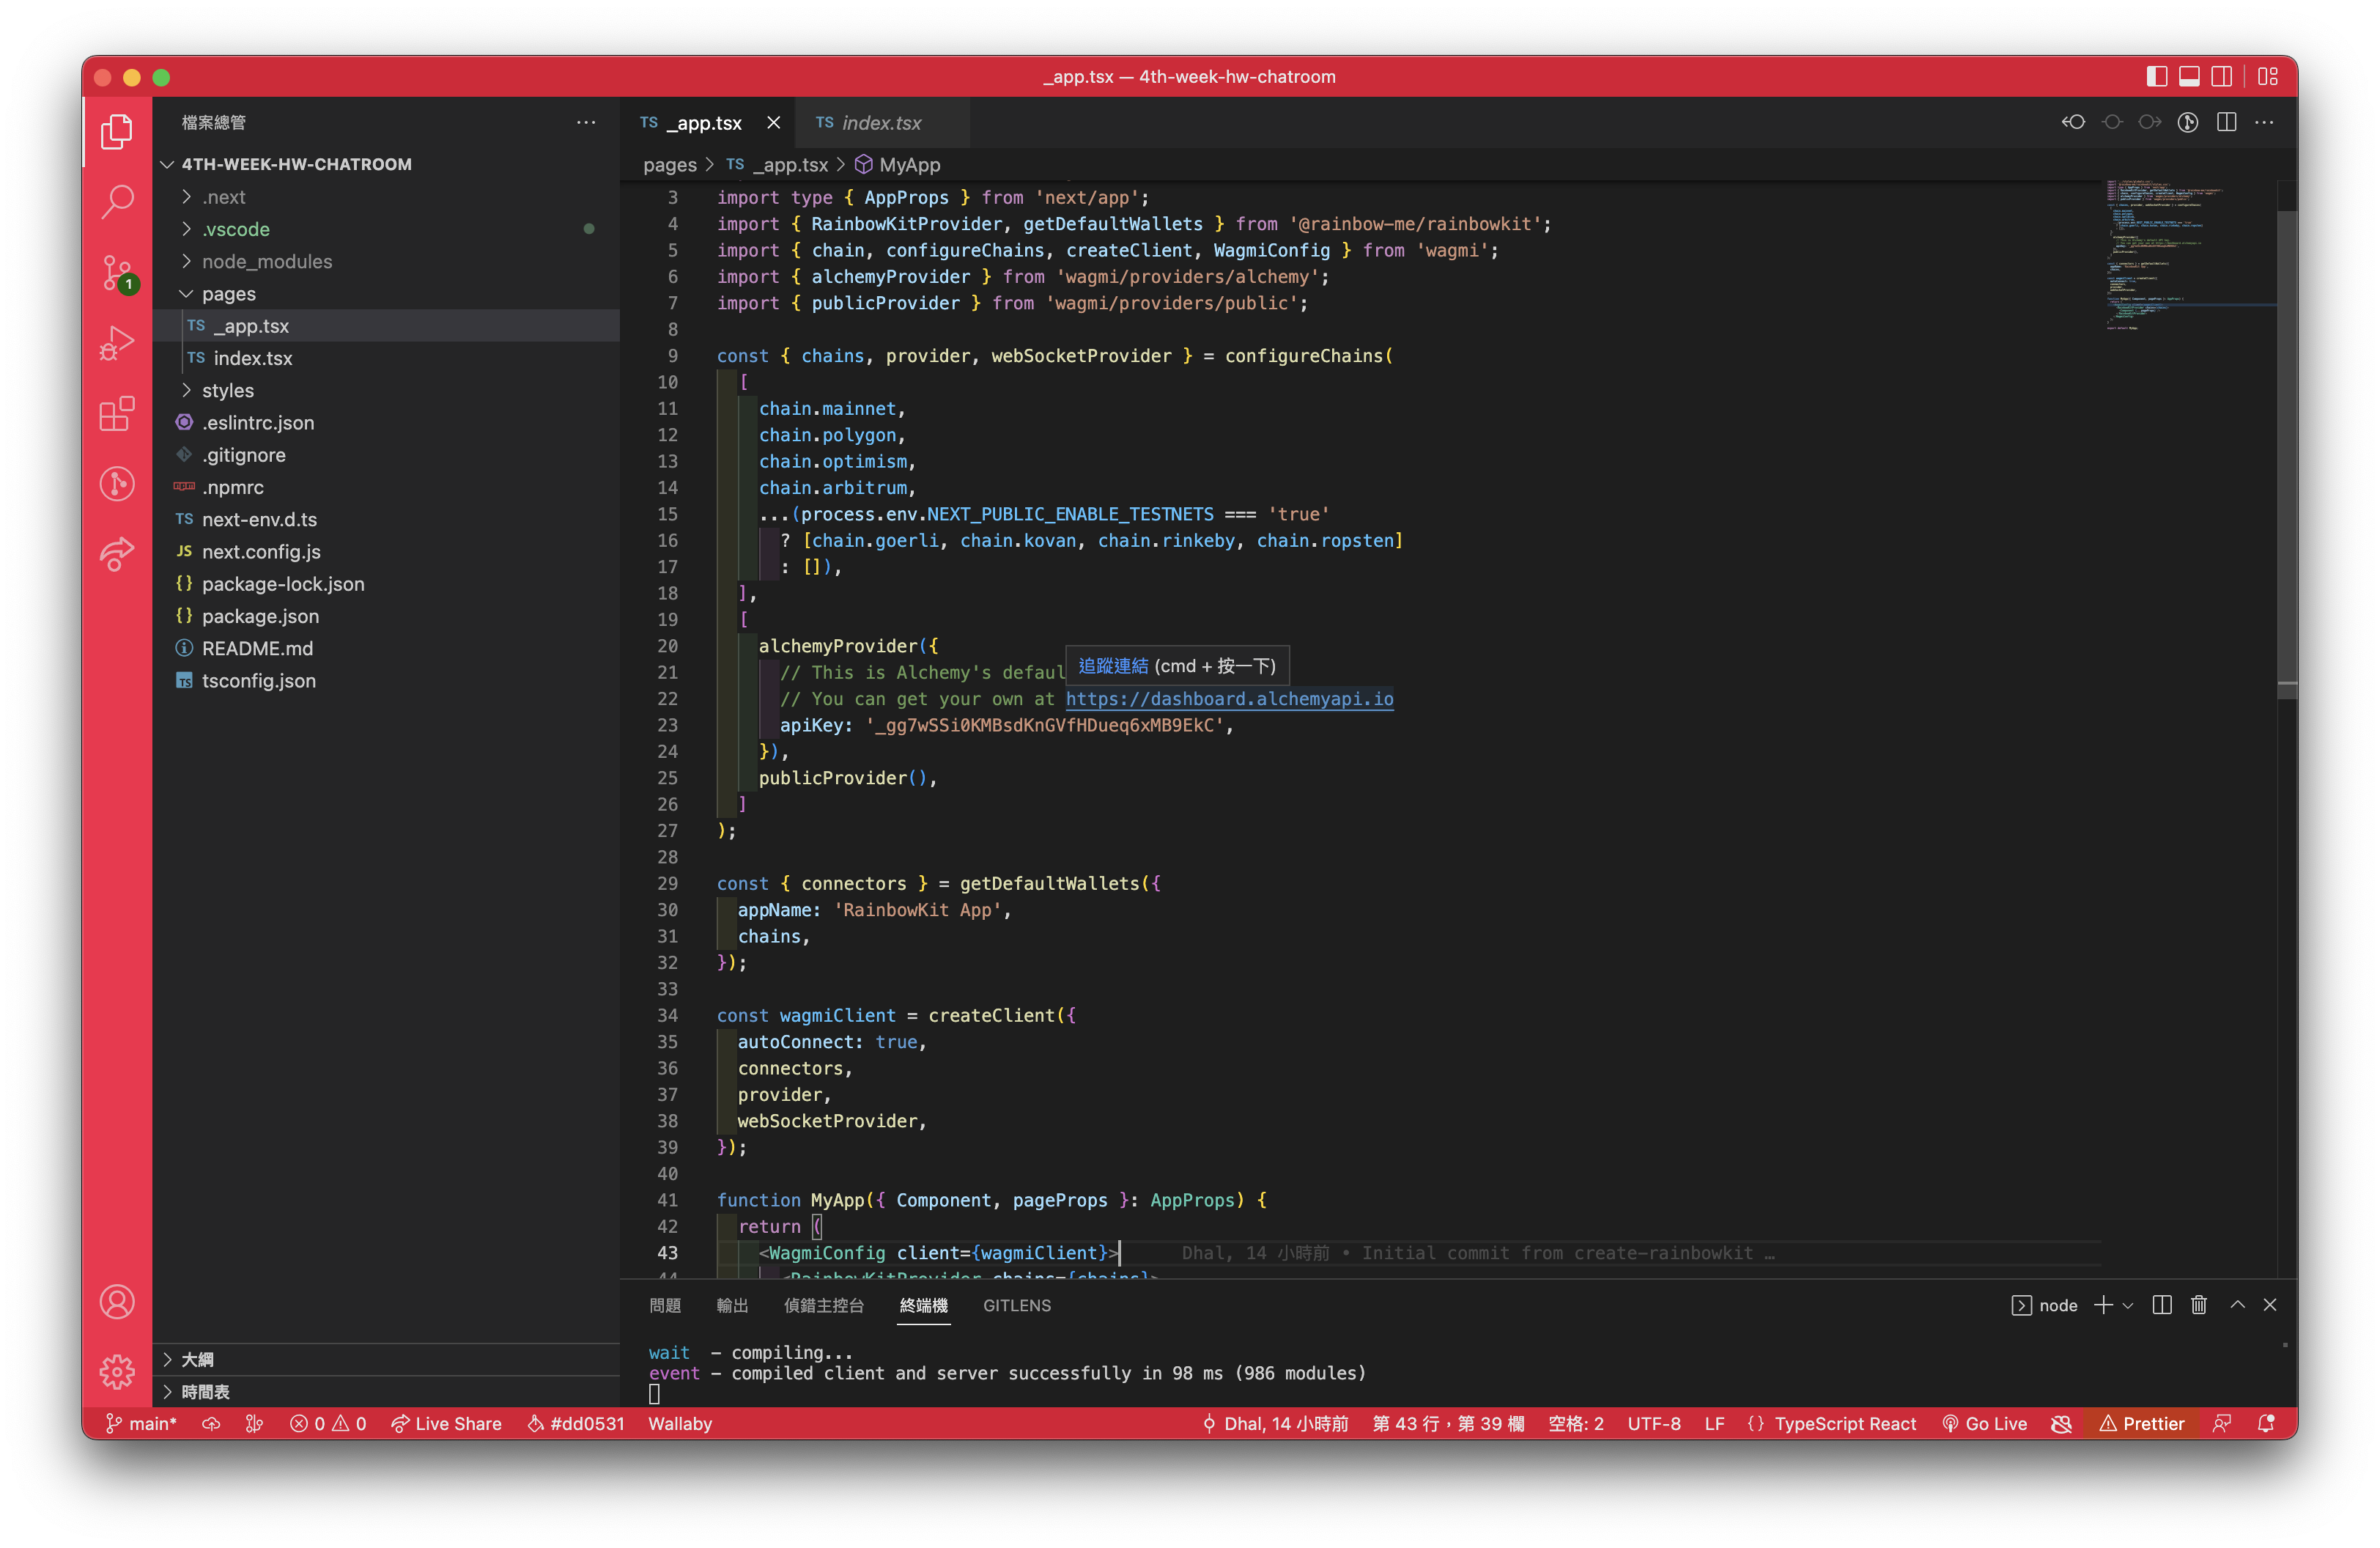 _app.tsx — 4th-week-hw-chatroom
檔案總管
4TH-WEEK-HW-CHATROOM
.next
.vscode
node_modules
pages
TS _app.tsx
TS index.tsx
styles
.eslintrc.json
.gitignore
.npmrc
TS next-env.d.ts
JS next.config.js
{} package-lock.json
{} package.json
README.md
TS tsconfig.json
大綱
時間表
1
TS _app.tsx
TS index.tsx
pages > TS _app.tsx > MyApp
3 import type { AppProps } from 'next/app';
4 import { RainbowKitProvider, getDefaultWallets } from '@rainbow-me/rainbowkit';
5 import { chain, configureChains, createClient, WagmiConfig } from 'wagmi';
6 import { alchemyProvider } from 'wagmi/providers/alchemy';
7 import { publicProvider } from 'wagmi/providers/public';
8
9 const { chains, provider, webSocketProvider } = configureChains(
10 [
11 chain.mainnet,
12 chain.polygon,
13 chain.optimism,
14 chain.arbitrum,
15 ...(process.env.NEXT_PUBLIC_ENABLE_TESTNETS === 'true'
16 ? [chain.goerli, chain.kovan, chain.rinkeby, chain.ropsten]
17 : []),
18 ],
19 [
20 alchemyProvider({
追蹤連結 (cmd + 按一下)
21 // This is Alchemy's defaul
22 // You can get your own at https://dashboard.alchemyapi.io
23 apiKey: '_gg7wSSi0KMBsdKnGVfHDueq6xMB9EkC',
24 }),
25 publicProvider(),
26 ]
27 );
28
29 const { connectors } = getDefaultWallets({
30 appName: 'RainbowKit App',
31 chains,
32 });
33
34 const wagmiClient = createClient({
35 autoConnect: true,
36 connectors,
37 provider,
38 webSocketProvider,
39 });
40
41 function MyApp({ Component, pageProps }: AppProps) {
42 return (
43 <WagmiConfig client={wagmiClient}> Dhal, 14 小時前 • Initial commit from create-rainbowkit …
44 <RainbowKitProvider chains={chains}>
問題 輸出 偵錯主控台 終端機 GITLENS
node
wait - compiling...
event - compiled client and server successfully in 98 ms (986 modules)
main* 0 0 Live Share #dd0531 Wallaby Dhal, 14 小時前 第 43 行，第 39 欄 空格: 2 UTF-8 LF {} TypeScript React Go Live Prettier